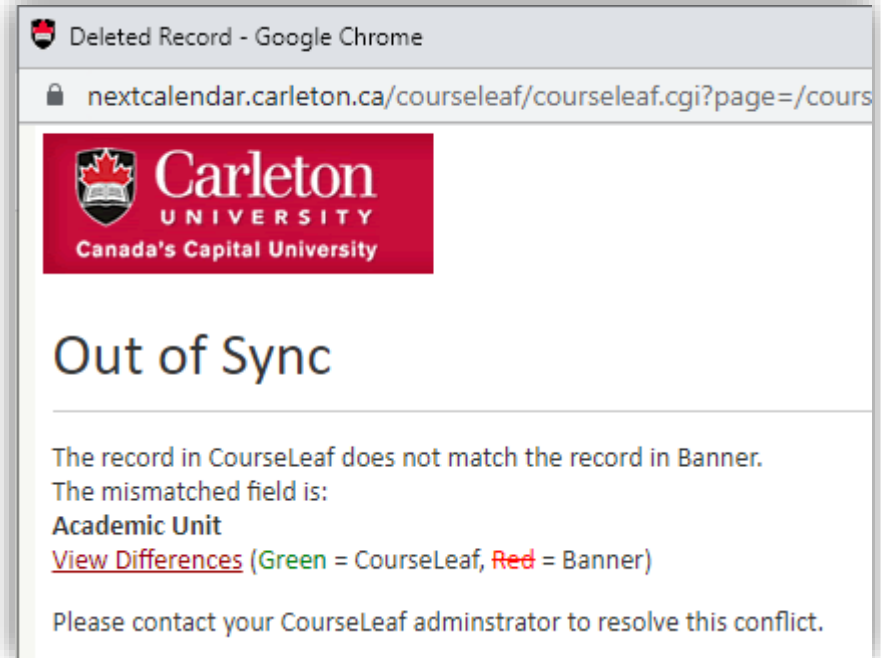 Deleted Record - Google Chrome
nextcalendar.carleton.ca/courseleaf/courseleaf.cgi?page=/cours
Carleton
UNIVERSITY
Canada's Capital University
Out of Sync
The record in CourseLeaf does not match the record in Banner.
The mismatched field is:
Academic Unit
View Differences (Green = CourseLeaf, Red = Banner)
Please contact your CourseLeaf adminstrator to resolve this conflict.